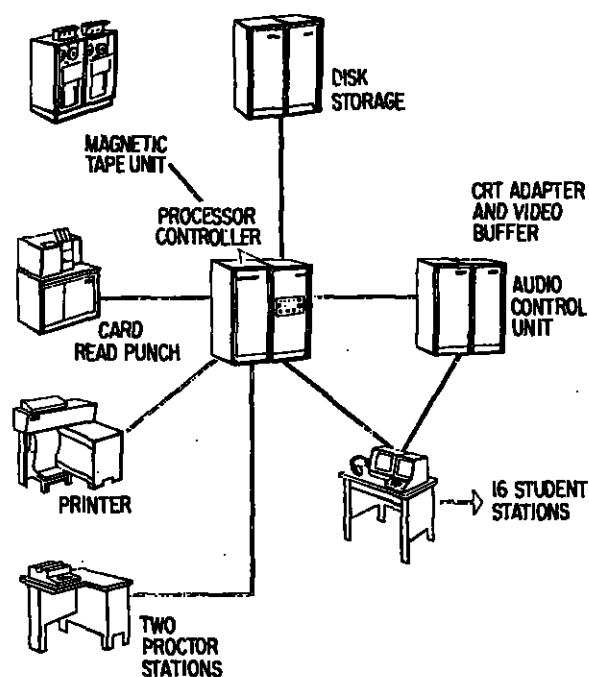 DISK
STORAGE
MAGNETIC
TAPE UNIT
PROCESSOR
CONTROLLER
CRT ADAPTER
AND VIDEO
BUFFER
AUDIO
CONTROL
UNIT
CARD
READ PUNCH
PRINTER
16 STUDENT
STATIONS
TWO
PROCTOR
STATIONS